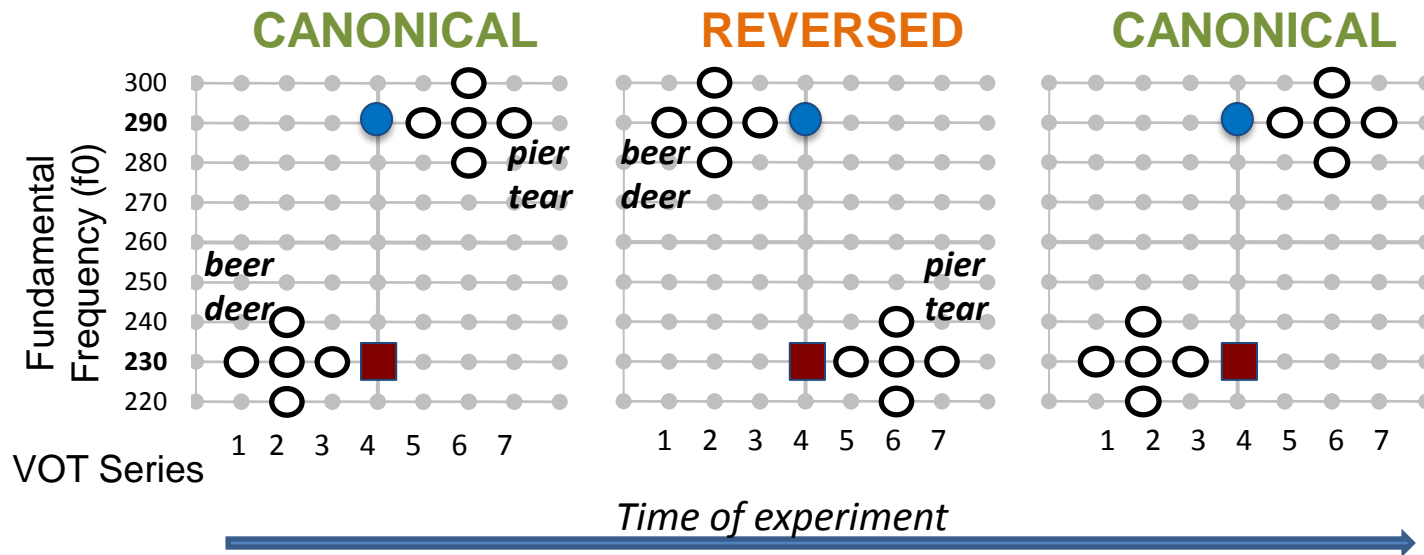 CANONICAL
REVERSED
CANONICAL
Fundamental
Frequency (f0)
300
290
280
270
260
250
240
230
220
pier
tear
beer
deer
beer
deer
pier
tear
1 2 3 4 5 6 7
1 2 3 4 5 6 7
1 2 3 4 5 6 7
VOT Series
Time of experiment